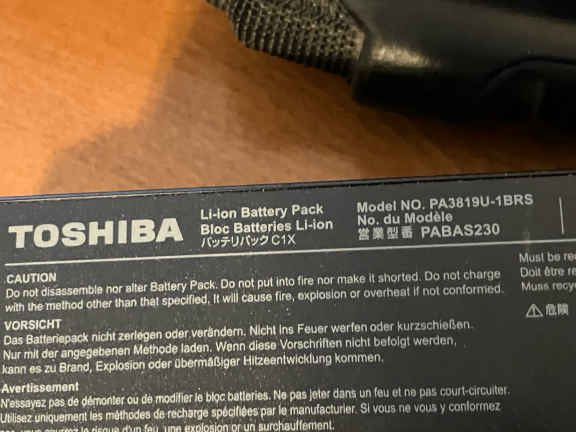 TOSHIBA
Li-ion Battery Pack
Bloc Batteries Li-ion
バッテリパック C1X
Model NO. PA3819U-1BRS
No. du Modèle
営業型番 PABAS230
CAUTION
Do not disassemble nor alter Battery Pack. Do not put into fire nor make it shorted. Do not charge
with the method other than that specified. It will cause fire, explosion or overheat if not conformed.
VORSICHT
Das Batteriepack nicht zerlegen oder verändern. Nicht ins Feuer werfen oder kurzschießen.
Nur mit der angegebenen Methode laden. Wenn diese Vorschriften nicht befolgt werden,
kann es zu Brand, Explosion oder übermäßiger Hitzeentwicklung kommen.
Avertissement
N'essayez pas de démonter ou de modifier le bloc batteries. Ne pas jeter dans un feu et ne pas court-circuiter.
Utilisez uniquement les méthodes de recharge spécifiées par le manufacturier. Si vous ne vous y conformez
risque d'un feu, une explosion or un surchauffement.
Must be
Doit être
Muss
危険